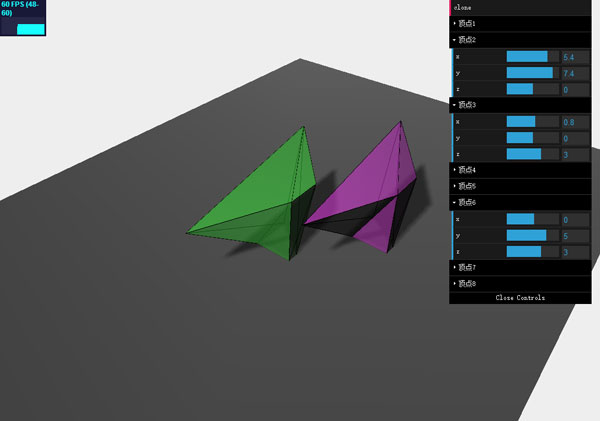 60 FPS (48-
60)
clone
顶点1
顶点2
x 5.4
y 7.4
z 0
顶点3
x 0.8
y 0
z 3
顶点4
顶点5
顶点6
x 0
y 5
z 3
顶点7
顶点8
Close Controls